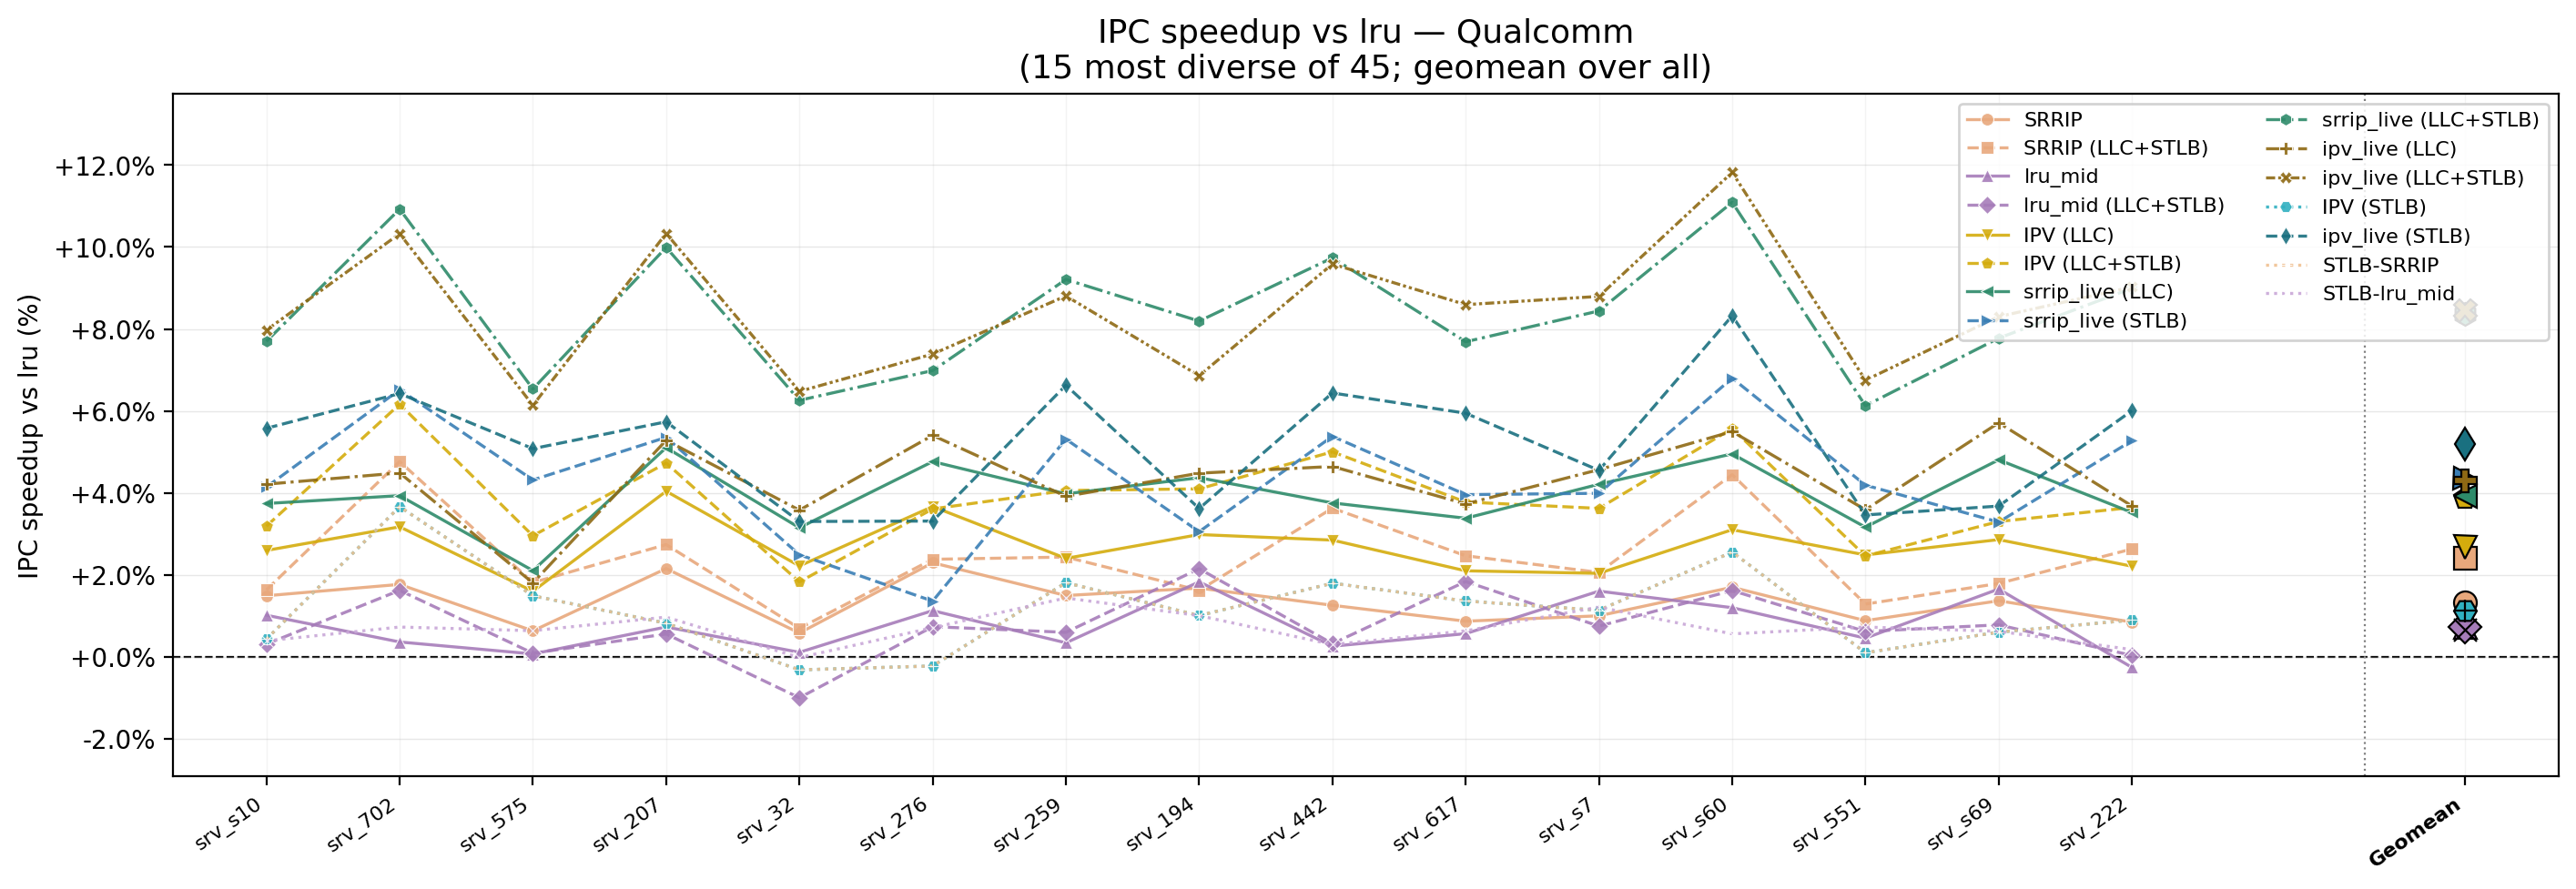 IPC speedup vs lru — Qualcomm
(15 most diverse of 45; geomean over all)
IPC speedup vs lru (%)
+12.0%
+10.0%
+8.0%
+6.0%
+4.0%
+2.0%
+0.0%
-2.0%
SRRIP
SRRIP (LLC+STLB)
lru_mid
lru_mid (LLC+STLB)
IPV (LLC)
IPV (LLC+STLB)
srrip_live (LLC)
srrip_live (STLB)
srrip_live (LLC+STLB)
ipv_live (LLC)
ipv_live (LLC+STLB)
IPV (STLB)
ipv_live (STLB)
STLB-SRRIP
STLB-lru_mid
srv_s10
srv_702
srv_575
srv_207
srv_32
srv_276
srv_259
srv_194
srv_442
srv_617
srv_s7
srv_s60
srv_551
srv_s69
srv_222
Geomean